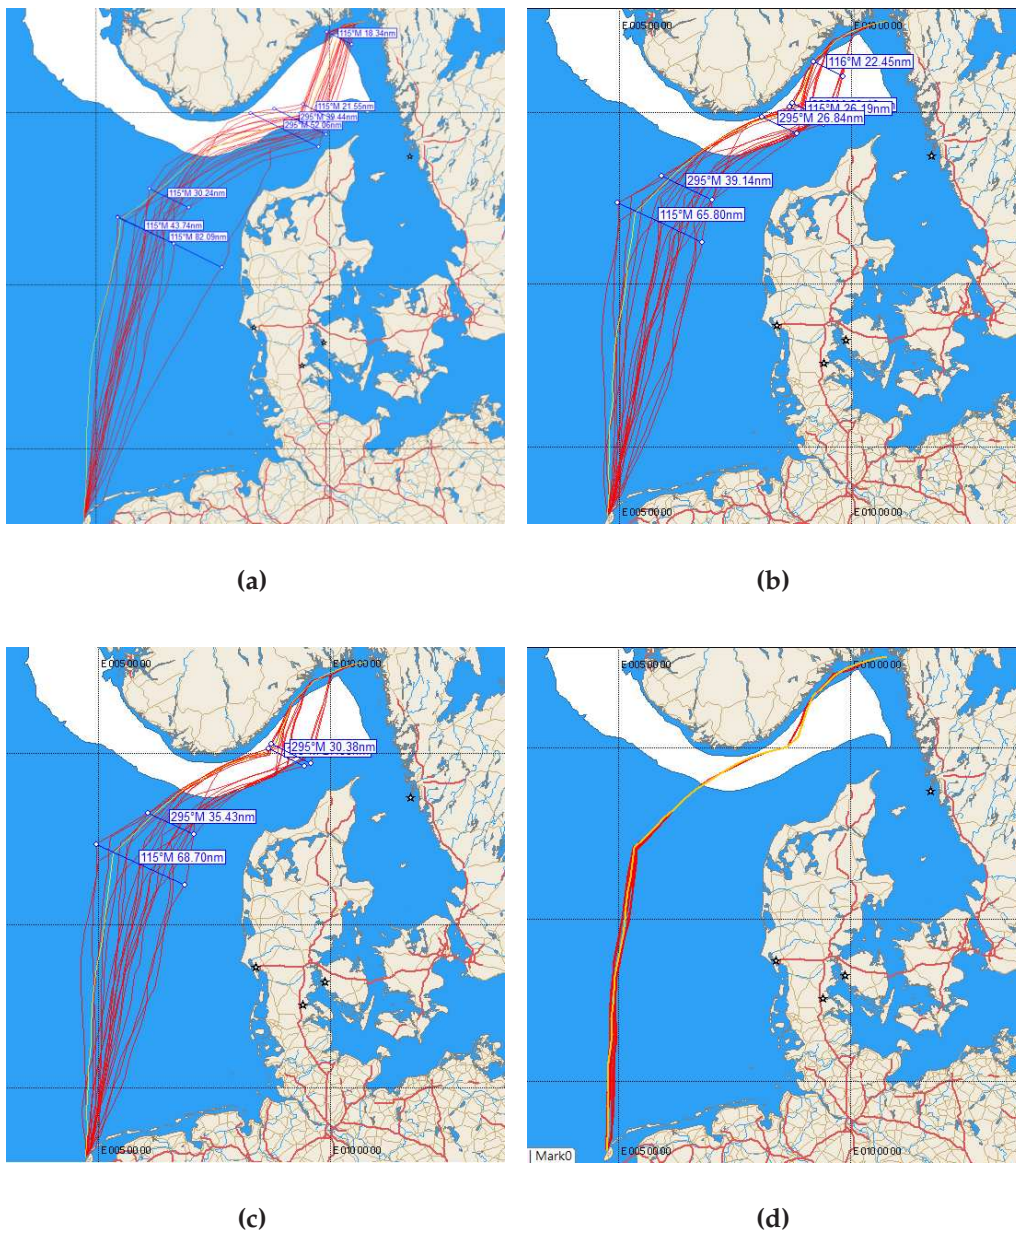 115°M 18.34nm
115°M 21.55nm
295°M 39.44nm
115°M 30.24nm
115°M 43.74nm
115°M 82.09nm
(a)
E 005 00.00 E 010 00.00
116°M 22.45nm
115°M 26.19nm
295°M 26.84nm
295°M 39.14nm
115°M 65.80nm
E 005 00.00 E 010 00.00
(b)
E 005 00.00 E 010 00.00
295°M 30.38nm
295°M 35.43nm
115°M 68.70nm
E 005 00.00 E 010 00.00
(c)
E 005 00.00 E 010 00.00
E 005 00.00 E 010 00.00
Mark0
(d)